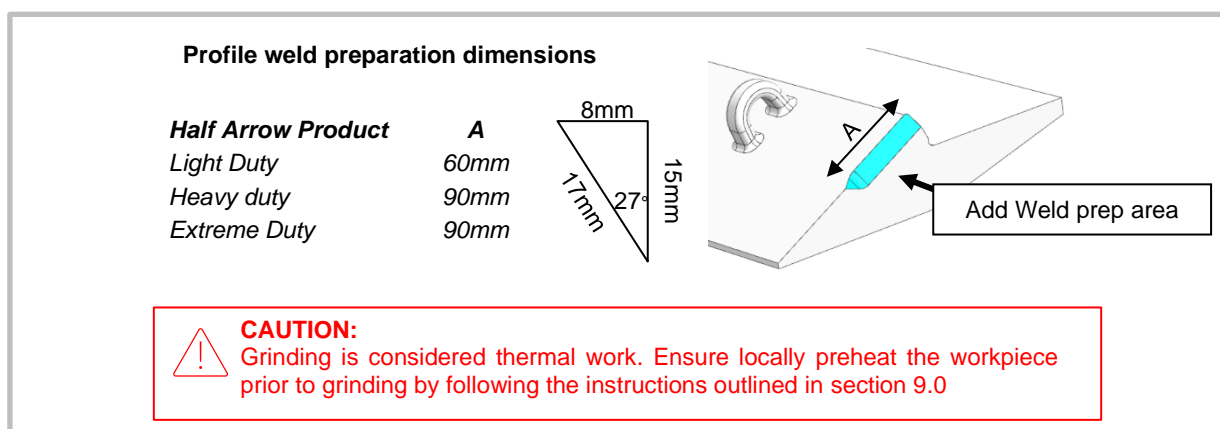 Profile weld preparation dimensions
Half Arrow Product A
Light Duty 60mm
Heavy duty 90mm
Extreme Duty 90mm
8mm
17mm
27°
15mm
A
Add Weld prep area
CAUTION:
Grinding is considered thermal work. Ensure locally preheat the workpiece
prior to grinding by following the instructions outlined in section 9.0